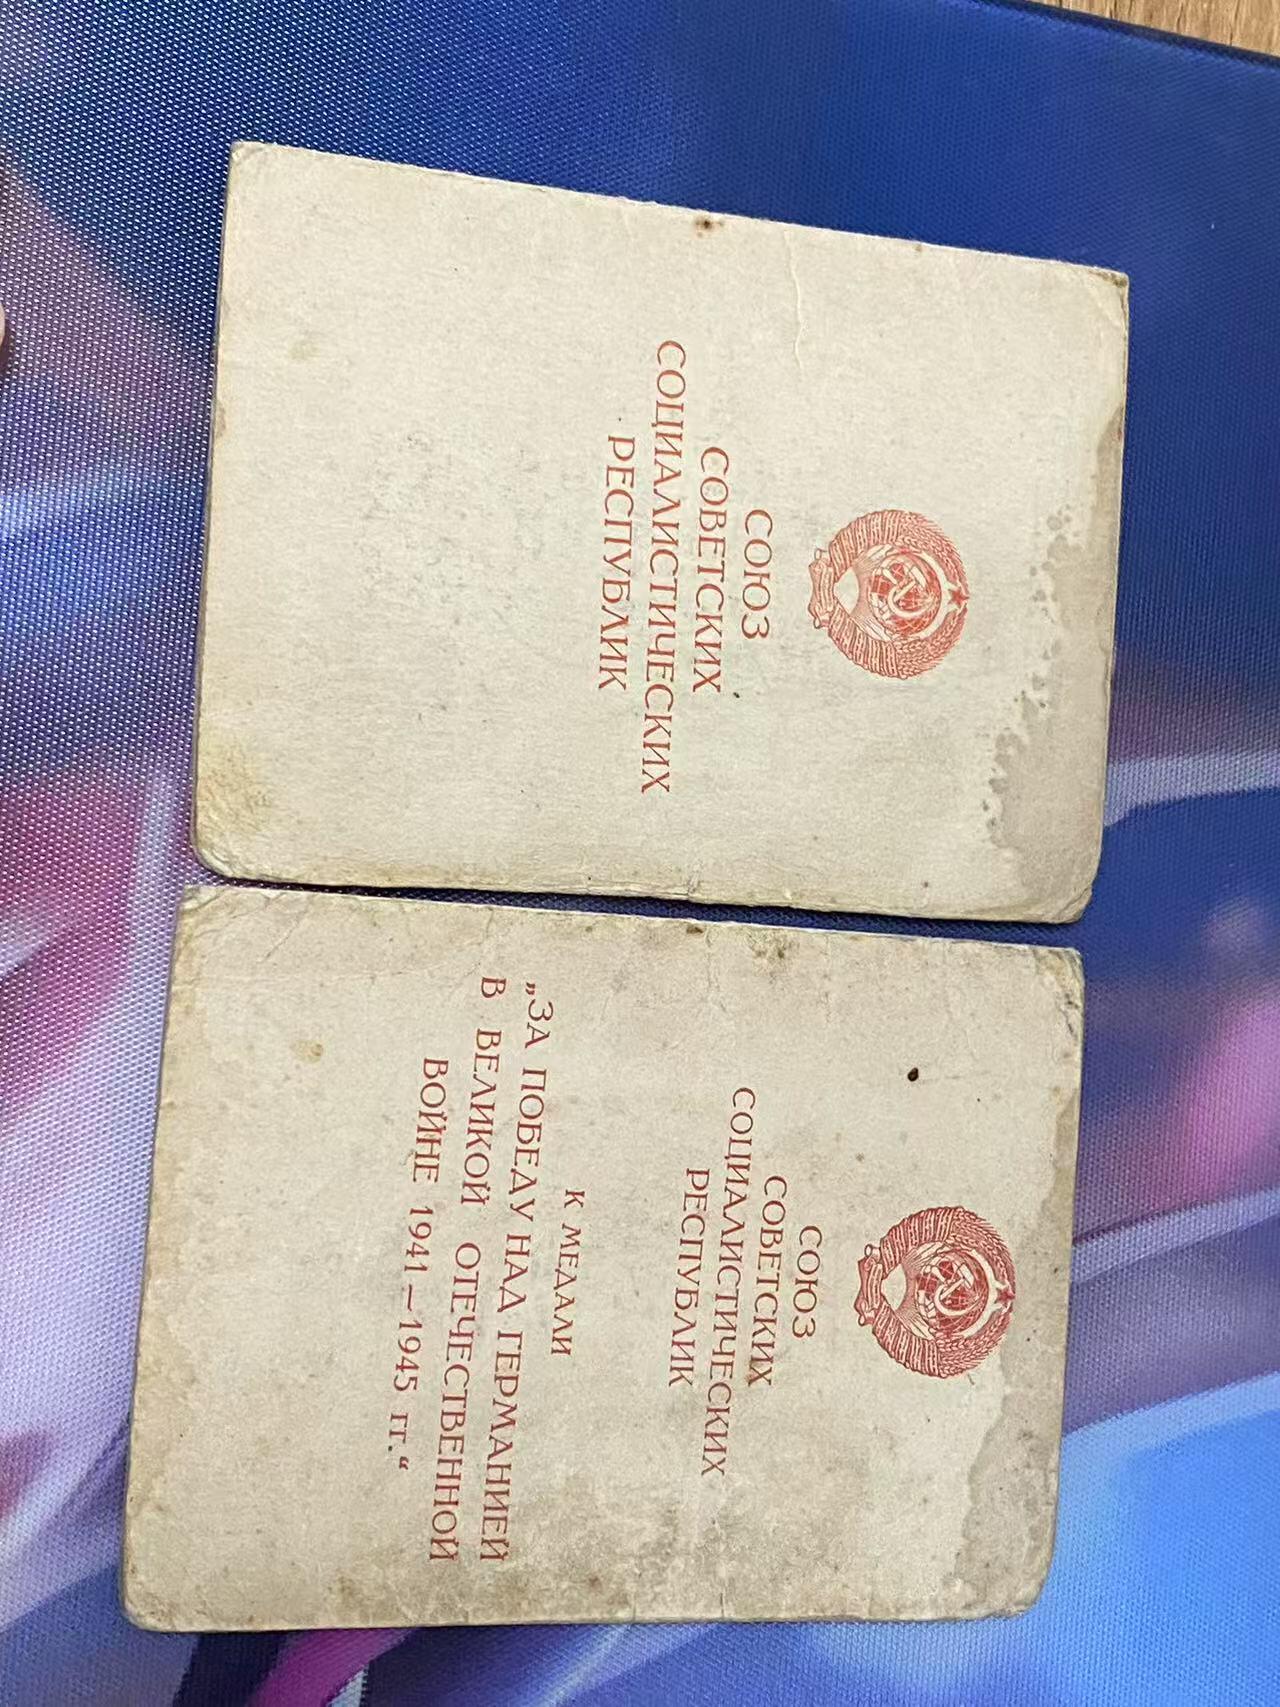 СОЮЗ
СОВЕТСКИХ
СОЦИАЛИСТИЧЕСКИХ
РЕСПУБЛИК
СОЮЗ
СОВЕТСКИХ
СОЦИАЛИСТИЧЕСКИХ
РЕСПУБЛИК
К МЕДАЛИ
„ЗА ПОБЕДУ НАД ГЕРМАНИЕЙ
В ВЕЛИКОЙ ОТЕЧЕСТВЕННОЙ
ВОЙНЕ 1941—1945 гг.“